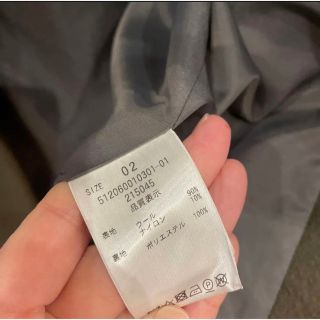 SIZE 02
512060010301-01
215045
品質表示
表地 ウール 90%
ナイロン 10%
裏地 ポリエステル 100%